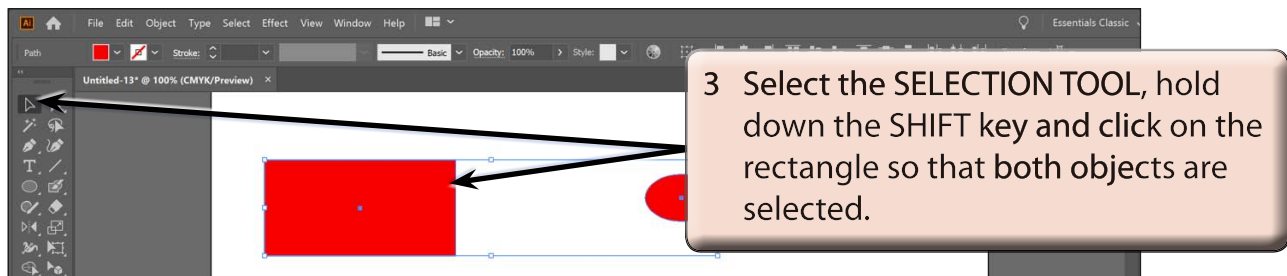 Ai File Edit Object Type Select Effect View Window Help Essentials Classic
Path Stroke: Basic Opacity: 100% Style:
Untitled-13* @ 100% (CMYK/Preview) ×
3 Select the SELECTION TOOL, hold
down the SHIFT key and click on the
rectangle so that both objects are
selected.